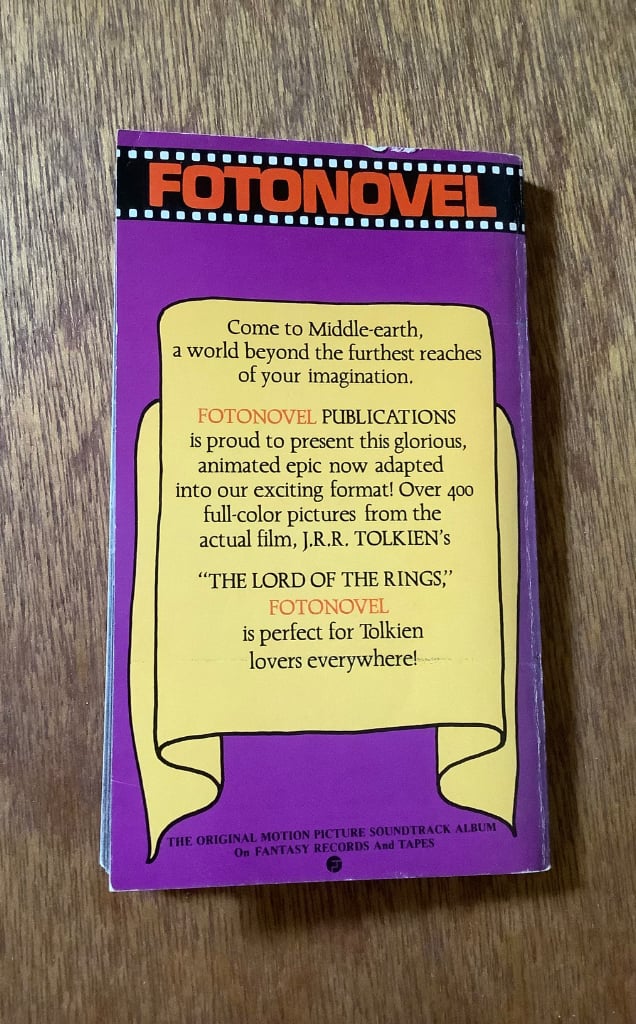 FOTONOVEL
Come to Middle-earth,
a world beyond the furthest reaches
of your imagination.
FOTONOVEL PUBLICATIONS
is proud to present this glorious,
animated epic now adapted
into our exciting format! Over 400
full-color pictures from the
actual film, J.R.R. TOLKIEN's
“THE LORD OF THE RINGS,”
FOTONOVEL
is perfect for Tolkien
lovers everywhere!
THE ORIGINAL MOTION PICTURE SOUNDTRACK ALBUM
On FANTASY RECORDS And TAPES